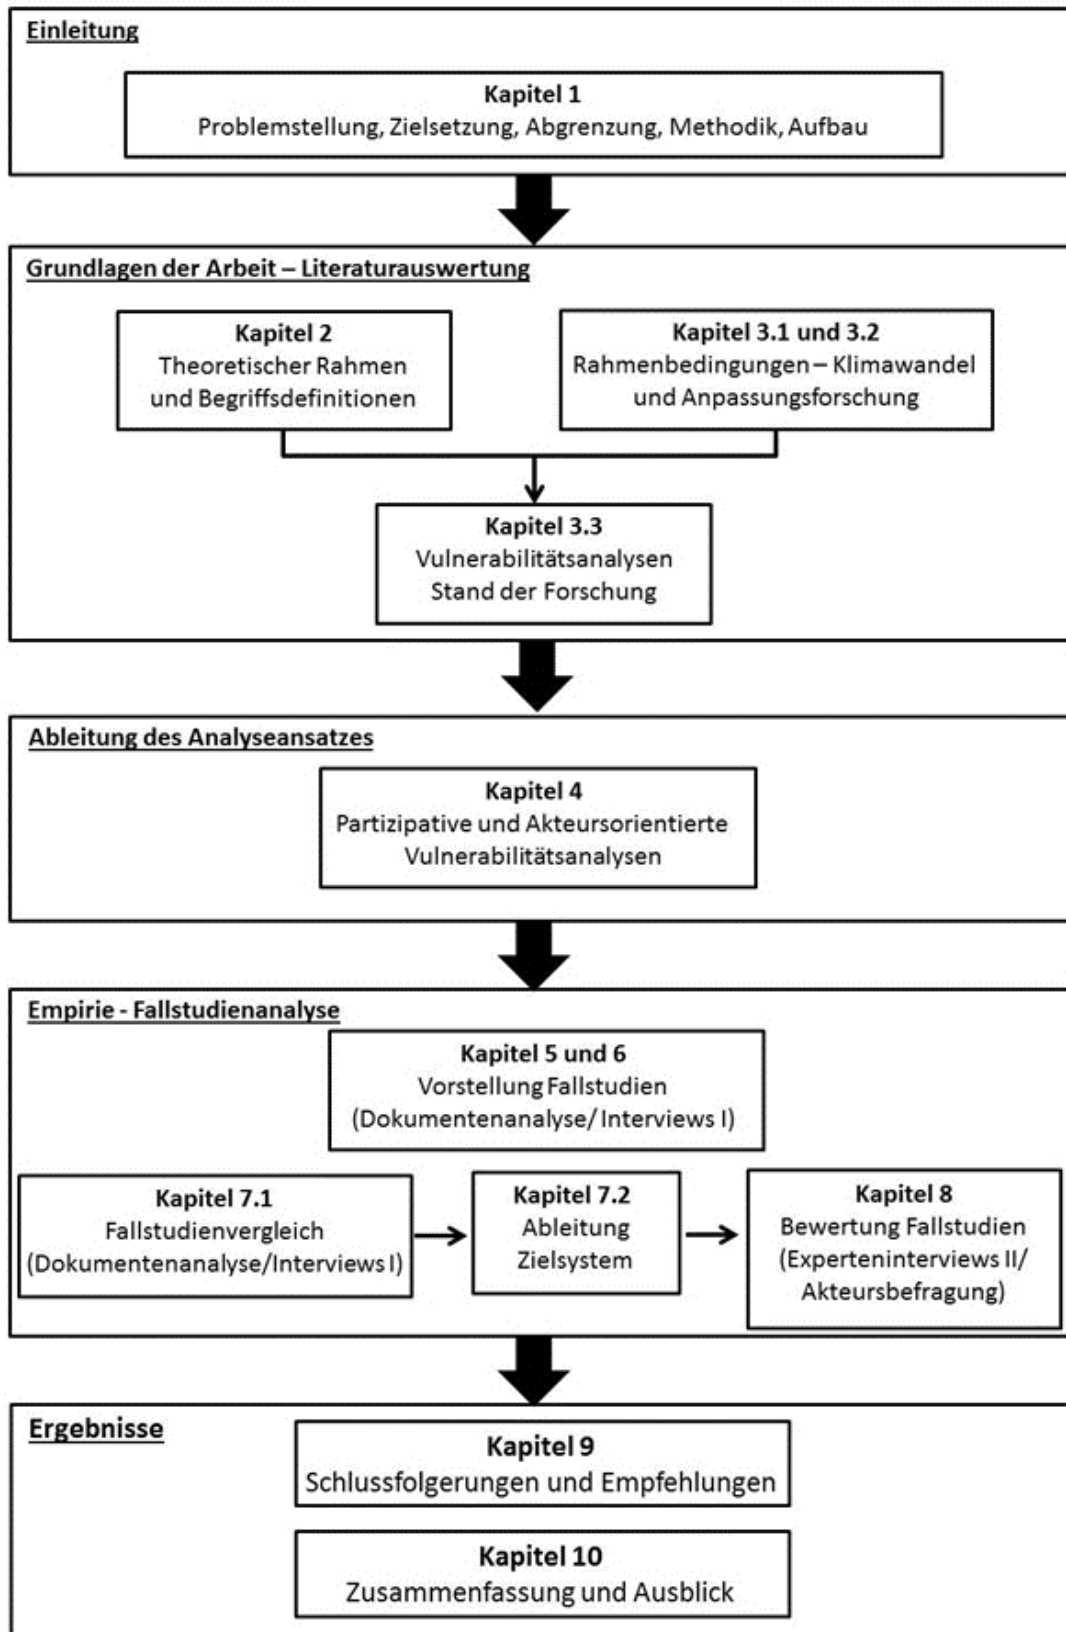 Einleitung
Kapitel 1
Problemstellung, Zielsetzung, Abgrenzung, Methodik, Aufbau
Grundlagen der Arbeit – Literaturauswertung
Kapitel 2
Theoretischer Rahmen
und Begriffsdefinitionen
Kapitel 3.1 und 3.2
Rahmenbedingungen – Klimawandel
und Anpassungsforschung
Kapitel 3.3
Vulnerabilitätsanalysen
Stand der Forschung
Ableitung des Analyseansatzes
Kapitel 4
Partizipative und Akteursorientierte
Vulnerabilitätsanalysen
Empirie - Fallstudienanalyse
Kapitel 5 und 6
Vorstellung Fallstudien
(Dokumentenanalyse/ Interviews I)
Kapitel 7.1
Fallstudienvergleich
(Dokumentenanalyse/Interviews I)
Kapitel 7.2
Ableitung
Zielsystem
Kapitel 8
Bewertung Fallstudien
(Experteninterviews II/
Akteursbefragung)
Ergebnisse
Kapitel 9
Schlussfolgerungen und Empfehlungen
Kapitel 10
Zusammenfassung und Ausblick